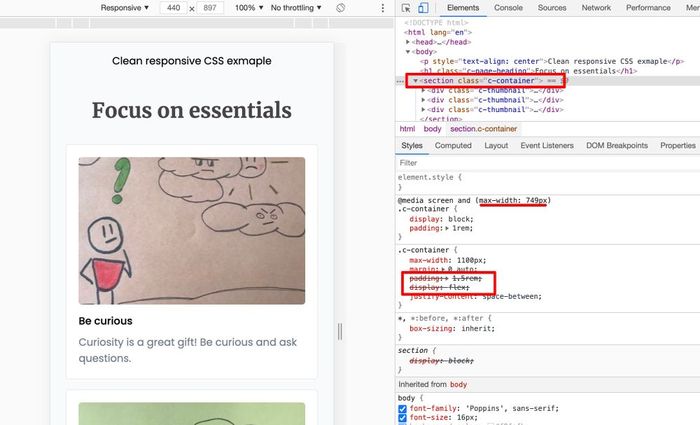 Responsive ▾ 440 × 897 100% ▾ No throttling ▾
Elements Console Sources Network Performance Mem
Clean responsive CSS exmaple
Focus on essentials
?
Be curious
Curiosity is a great gift! Be curious and ask
questions.
<!DOCTYPE html>
<html lang="en">
▸<head>…</head>
▾<body>
<p style="text-align: center">Clean responsive CSS exmaple</p>
<h1 class="c-page-heading">Focus on essentials</h1>
… ▾<section class="c-container"> == $0
▸<div class="c-thumbnail">…</div>
▸<div class="c-thumbnail">…</div>
</section>
html body section.c-container
Styles Computed Layout Event Listeners DOM Breakpoints Properties
Filter
element.style {
}
@media screen and (max-width: 749px)
.c-container {
display: block;
padding:▸ 1rem;
}
.c-container {
max-width: 1100px;
margin:▸ 0 auto;
padding:▸ 1.5rem;
display: flex;
justify-content: space-between;
}
*, *:before, *:after {
box-sizing: inherit;
}
section {
display: block;
}
Inherited from body
body {
font-family: 'Poppins', sans-serif;
font-size: 16px;